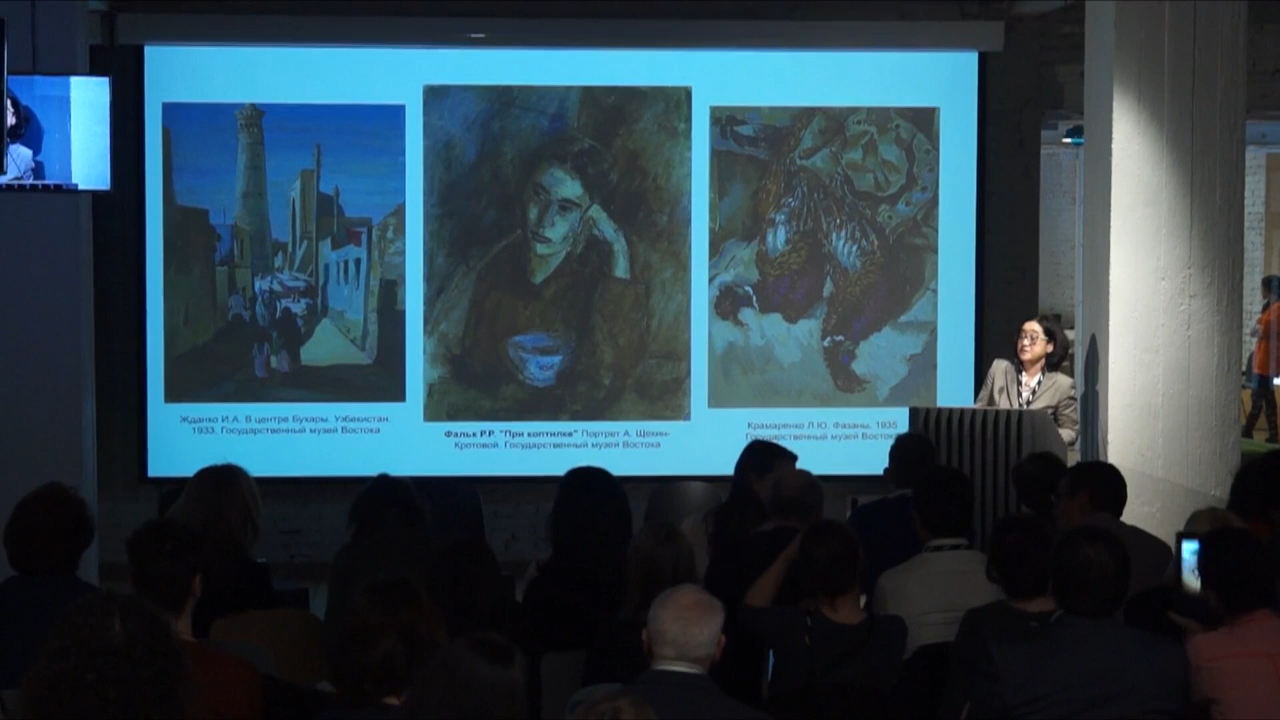 Жданко И.А. В центре Бухары. Узбекистан.
1933. Государственный музей Востока
Фальк Р.Р. "При коптилке" Портрет А. Щёкин-
Кротовой. Государственный музей Востока
Крамаренко Л.Ю. Фазаны. 1935
Государственный музей Востока